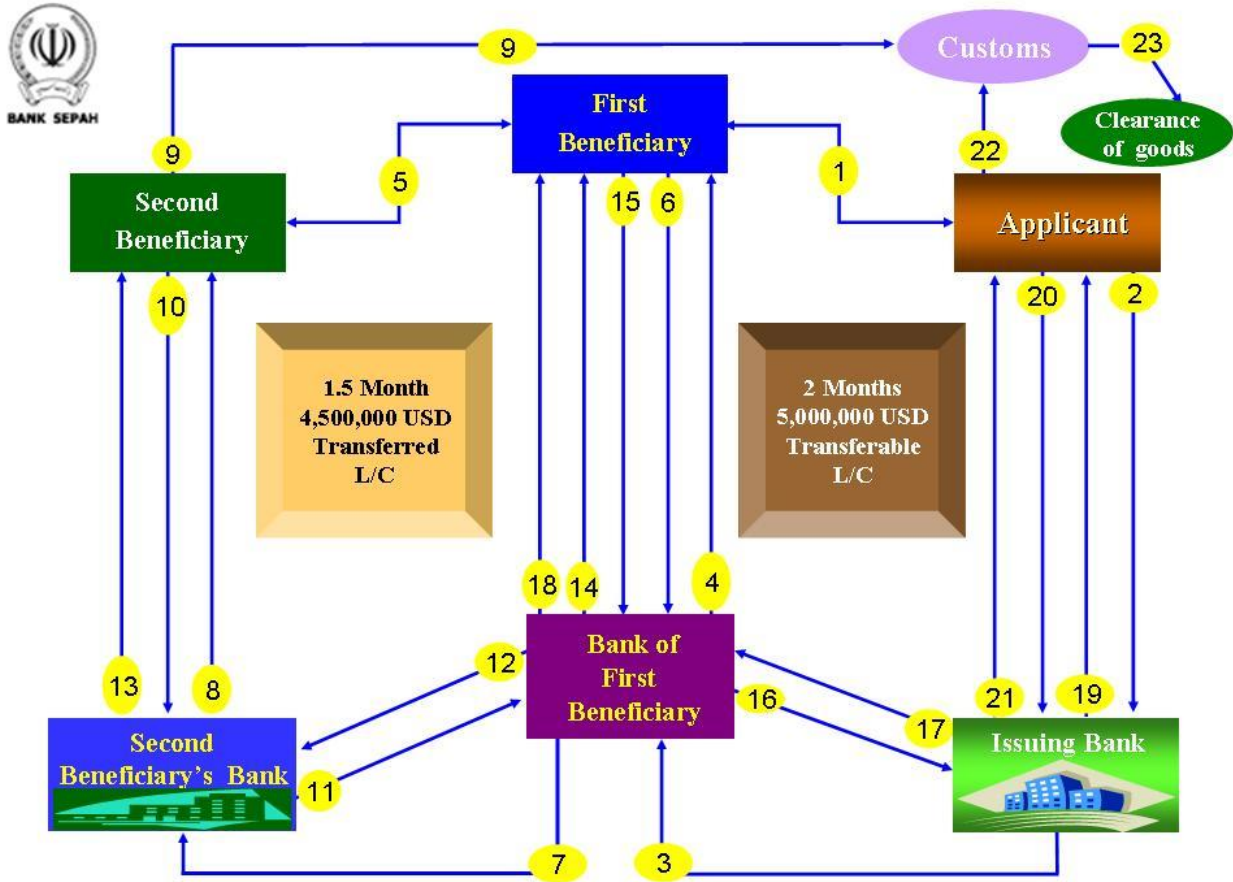 BANK SEPAH
9
Customs
23
First
Beneficiary
Clearance
of goods
9
5
1
22
Second
Beneficiary
15
6
Applicant
10
20
2
1.5 Month
4,500,000 USD
Transferred
L/C
2 Months
5,000,000 USD
Transferable
L/C
18
14
4
13
8
12
Bank of
First
Beneficiary
16
17
21
19
Second
Beneficiary's Bank
11
Issuing Bank
7
3